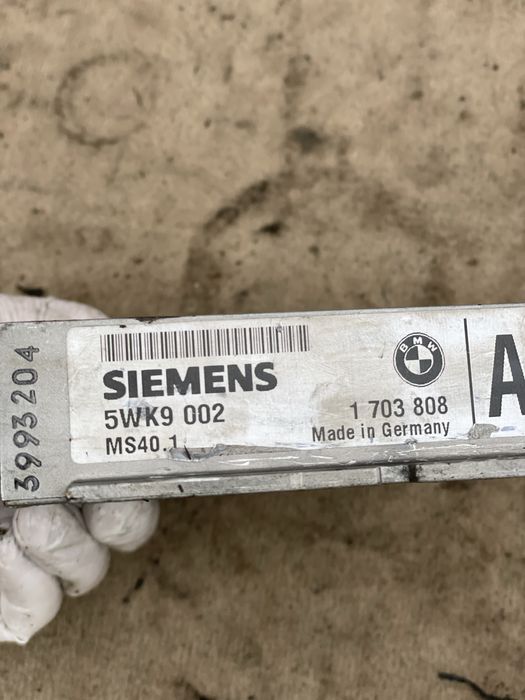 3993204
SIEMENS
5WK9 002
MS40.1
BMW
1 703 808
Made in Germany
A